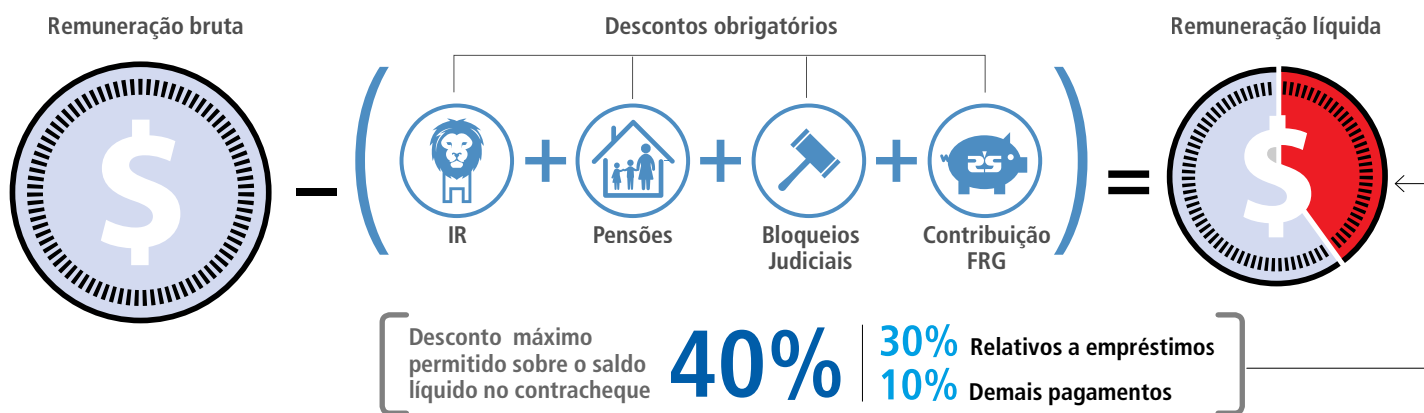 Remuneração bruta
Descontos obrigatórios
Remuneração líquida
$
–
(
+
+
+
)
=
$
IR
Pensões
Bloqueios
Judiciais
Contribuição
FRG
Desconto máximo
permitido sobre o saldo
líquido no contracheque
40%
30% Relativos a empréstimos
10% Demais pagamentos